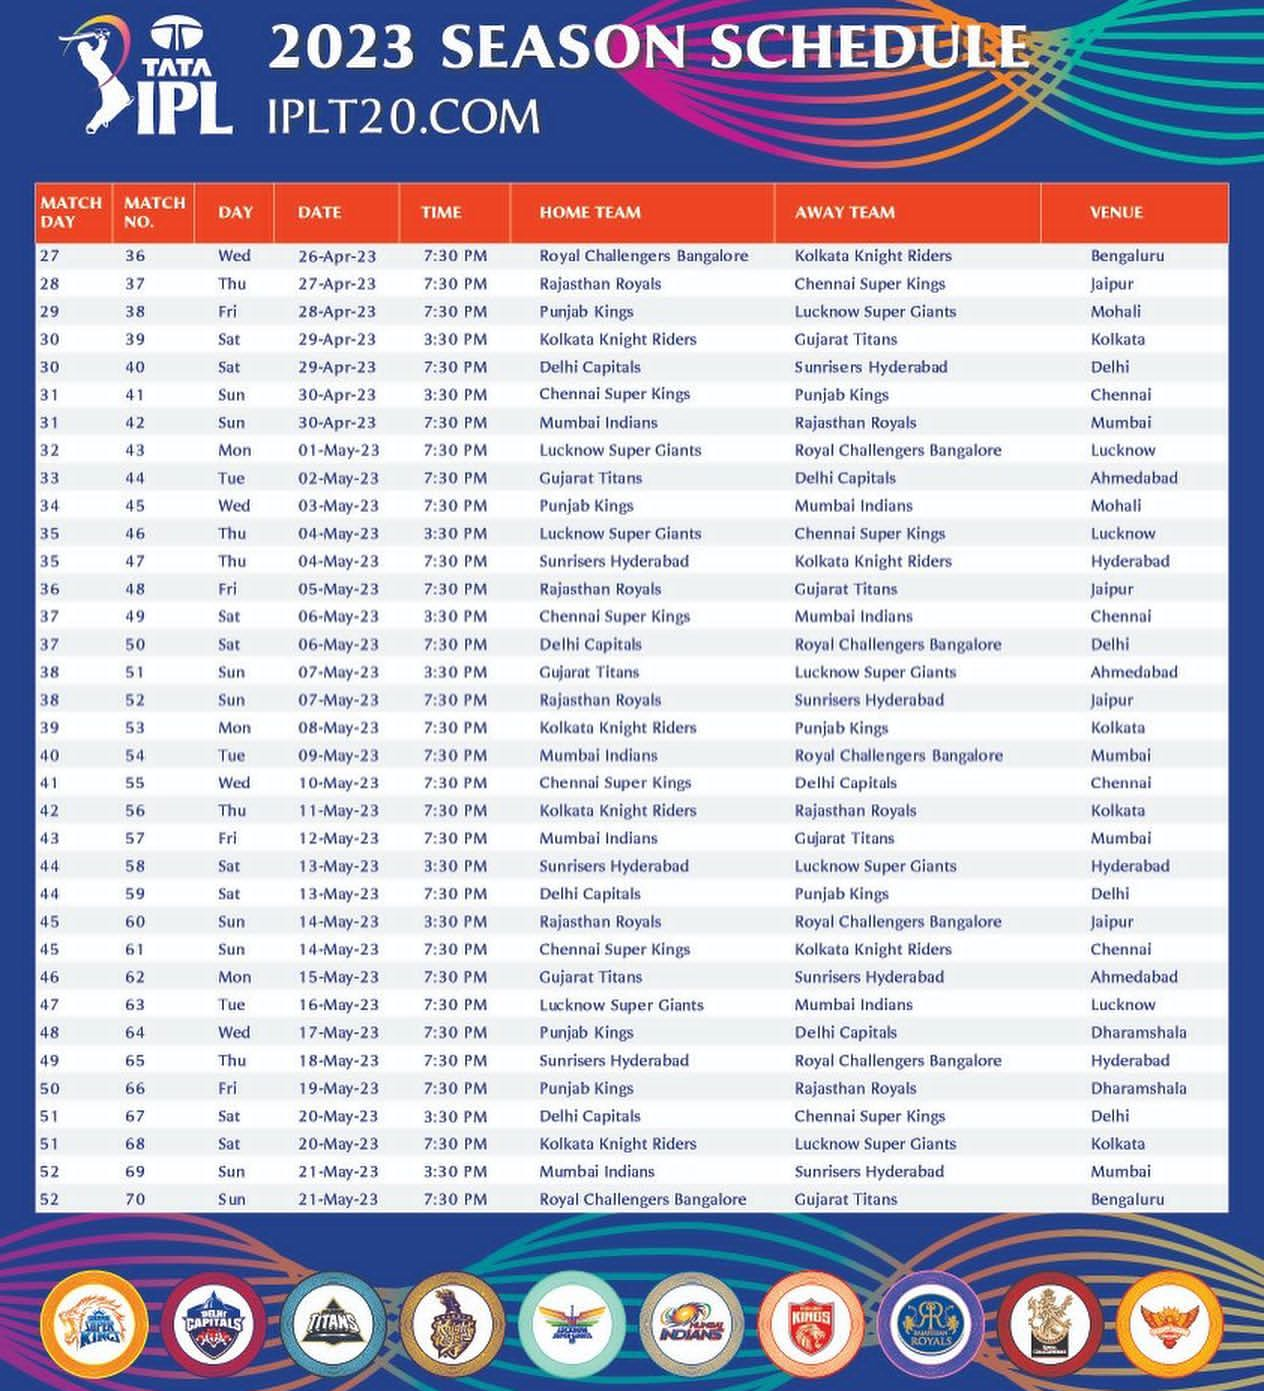 TATA
IPL
2023 SEASON SCHEDULE
IPLT20.COM
MATCH DAY MATCH NO. DAY DATE TIME HOME TEAM AWAY TEAM VENUE
27 36 Wed 26-Apr-23 7:30 PM Royal Challengers Bangalore Kolkata Knight Riders Bengaluru
28 37 Thu 27-Apr-23 7:30 PM Rajasthan Royals Chennai Super Kings Jaipur
29 38 Fri 28-Apr-23 7:30 PM Punjab Kings Lucknow Super Giants Mohali
30 39 Sat 29-Apr-23 3:30 PM Kolkata Knight Riders Gujarat Titans Kolkata
30 40 Sat 29-Apr-23 7:30 PM Delhi Capitals Sunrisers Hyderabad Delhi
31 41 Sun 30-Apr-23 3:30 PM Chennai Super Kings Punjab Kings Chennai
31 42 Sun 30-Apr-23 7:30 PM Mumbai Indians Rajasthan Royals Mumbai
32 43 Mon 01-May-23 7:30 PM Lucknow Super Giants Royal Challengers Bangalore Lucknow
33 44 Tue 02-May-23 7:30 PM Gujarat Titans Delhi Capitals Ahmedabad
34 45 Wed 03-May-23 7:30 PM Punjab Kings Mumbai Indians Mohali
35 46 Thu 04-May-23 3:30 PM Lucknow Super Giants Chennai Super Kings Lucknow
35 47 Thu 04-May-23 7:30 PM Sunrisers Hyderabad Kolkata Knight Riders Hyderabad
36 48 Fri 05-May-23 7:30 PM Rajasthan Royals Gujarat Titans Jaipur
37 49 Sat 06-May-23 3:30 PM Chennai Super Kings Mumbai Indians Chennai
37 50 Sat 06-May-23 7:30 PM Delhi Capitals Royal Challengers Bangalore Delhi
38 51 Sun 07-May-23 3:30 PM Gujarat Titans Lucknow Super Giants Ahmedabad
38 52 Sun 07-May-23 7:30 PM Rajasthan Royals Sunrisers Hyderabad Jaipur
39 53 Mon 08-May-23 7:30 PM Kolkata Knight Riders Punjab Kings Kolkata
40 54 Tue 09-May-23 7:30 PM Mumbai Indians Royal Challengers Bangalore Mumbai
41 55 Wed 10-May-23 7:30 PM Chennai Super Kings Delhi Capitals Chennai
42 56 Thu 11-May-23 7:30 PM Kolkata Knight Riders Rajasthan Royals Kolkata
43 57 Fri 12-May-23 7:30 PM Mumbai Indians Gujarat Titans Mumbai
44 58 Sat 13-May-23 3:30 PM Sunrisers Hyderabad Lucknow Super Giants Hyderabad
44 59 Sat 13-May-23 7:30 PM Delhi Capitals Punjab Kings Delhi
45 60 Sun 14-May-23 3:30 PM Rajasthan Royals Royal Challengers Bangalore Jaipur
45 61 Sun 14-May-23 7:30 PM Chennai Super Kings Kolkata Knight Riders Chennai
46 62 Mon 15-May-23 7:30 PM Gujarat Titans Sunrisers Hyderabad Ahmedabad
47 63 Tue 16-May-23 7:30 PM Lucknow Super Giants Mumbai Indians Lucknow
48 64 Wed 17-May-23 7:30 PM Punjab Kings Delhi Capitals Dharamshala
49 65 Thu 18-May-23 7:30 PM Sunrisers Hyderabad Royal Challengers Bangalore Hyderabad
50 66 Fri 19-May-23 7:30 PM Punjab Kings Rajasthan Royals Dharamshala
51 67 Sat 20-May-23 3:30 PM Delhi Capitals Chennai Super Kings Delhi
51 68 Sat 20-May-23 7:30 PM Kolkata Knight Riders Lucknow Super Giants Kolkata
52 69 Sun 21-May-23 3:30 PM Mumbai Indians Sunrisers Hyderabad Mumbai
52 70 Sun 21-May-23 7:30 PM Royal Challengers Bangalore Gujarat Titans Bengaluru
SUPER KINGS
DELHI CAPITALS
TITANS
MUMBAI INDIANS
KINGS
RR
RAJASTHAN ROYALS